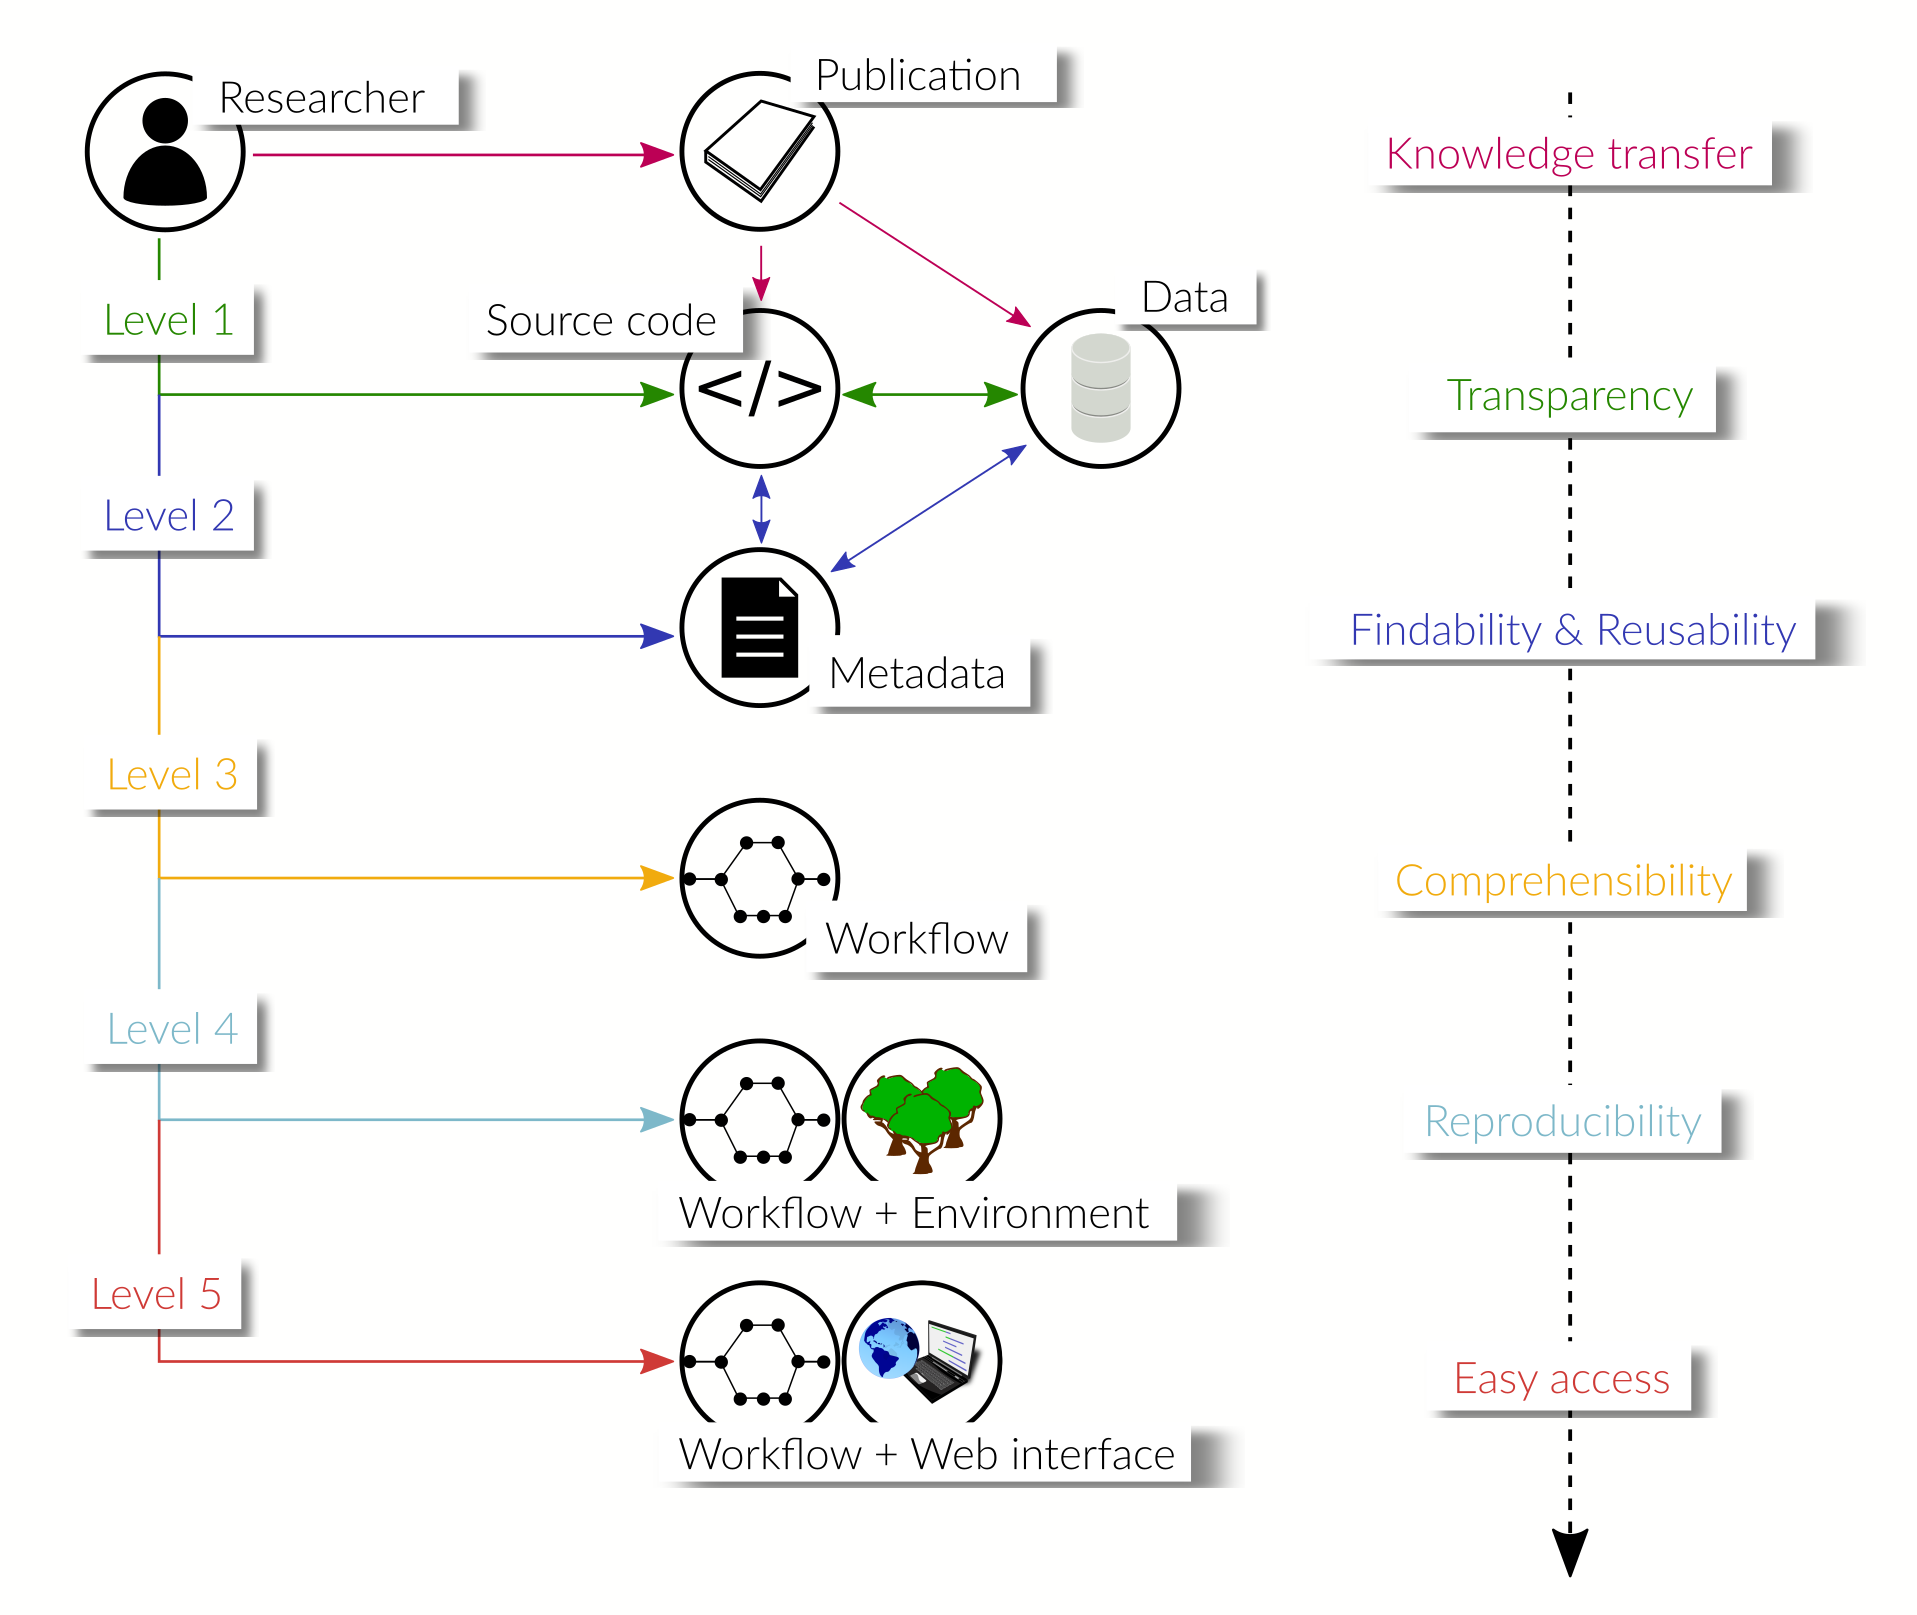 Researcher
Publication
Knowledge transfer
Level 1
Source code
Data
</>
Transparency
Level 2
Metadata
Findability & Reusability
Level 3
Workflow
Comprehensibility
Level 4
Workflow + Environment
Reproducibility
Level 5
Workflow + Web interface
Easy access